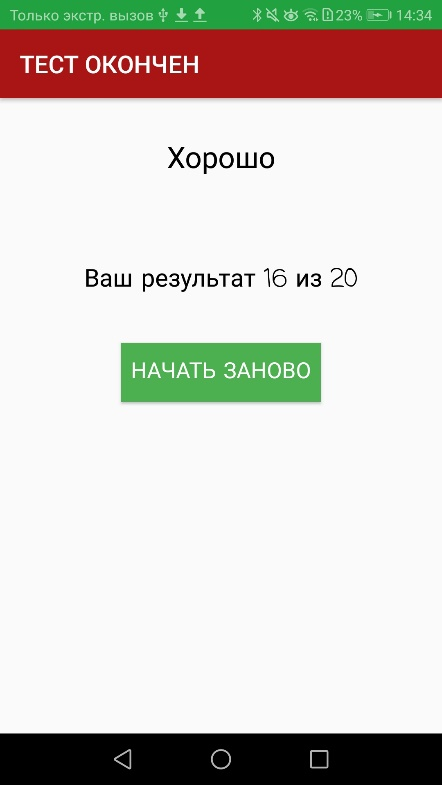 Только экстр. вызов 23% 14:34
ТЕСТ ОКОНЧЕН
Хорошо
Ваш результат 16 из 20
НАЧАТЬ ЗАНОВО